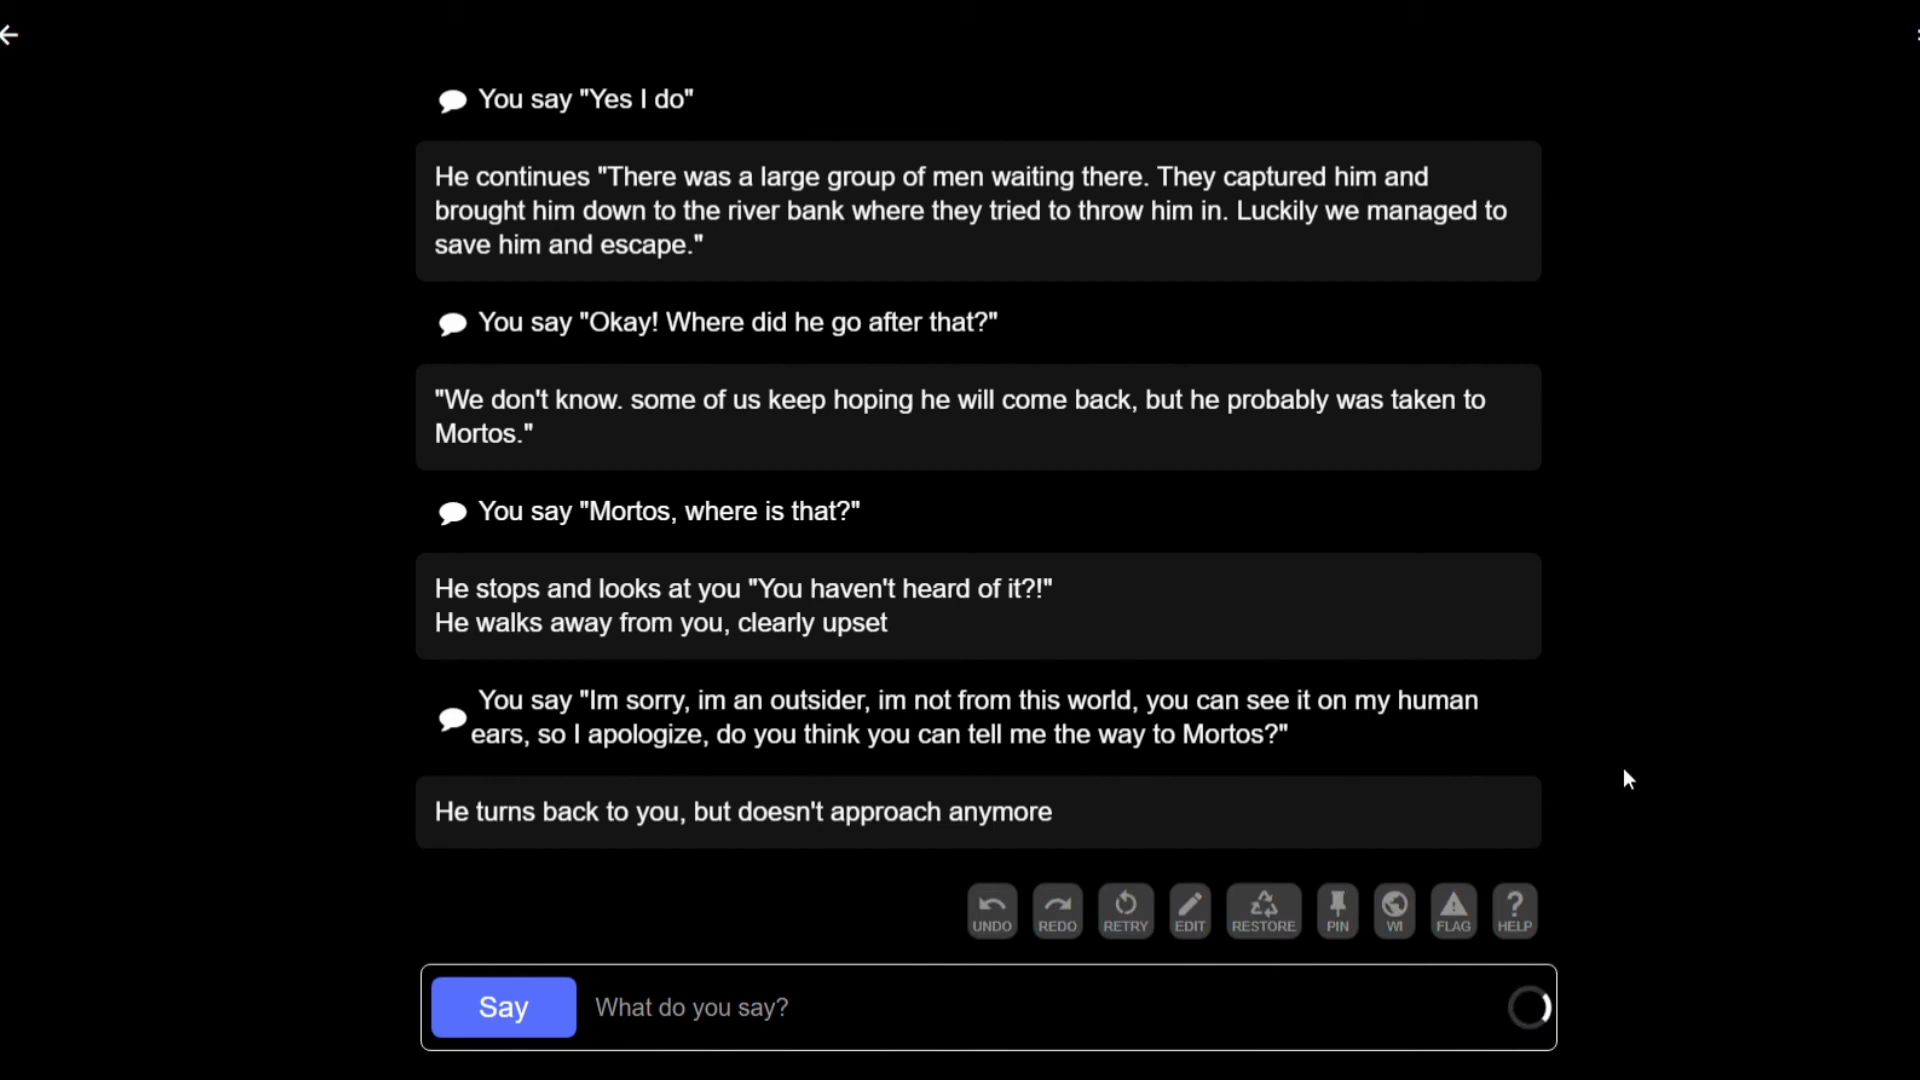 You say "Yes I do"
He continues "There was a large group of men waiting there. They captured him and
brought him down to the river bank where they tried to throw him in. Luckily we managed to
save him and escape."
You say "Okay! Where did he go after that?"
"We don't know. some of us keep hoping he will come back, but he probably was taken to
Mortos."
You say "Mortos, where is that?"
He stops and looks at you "You haven't heard of it?!"
He walks away from you, clearly upset
You say "Im sorry, im an outsider, im not from this world, you can see it on my human
ears, so I apologize, do you think you can tell me the way to Mortos?"
He turns back to you, but doesn't approach anymore
UNDO REDO RETRY EDIT RESTORE PIN WI FLAG HELP
Say What do you say?